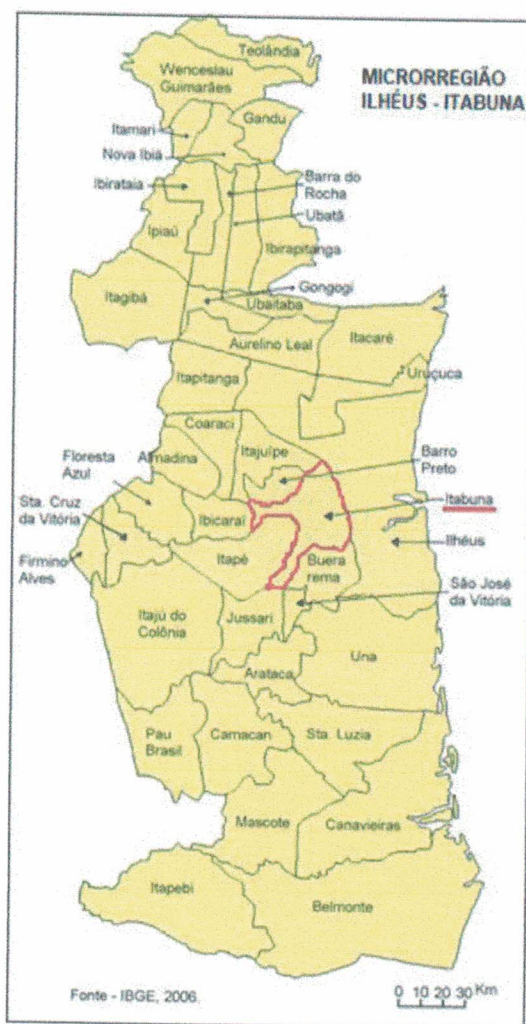 MICRORREGIÃO
ILHÉUS - ITABUNA
Teolândia
Wenceslau
Guimarães
Gandu
Itamari
Nova Ibiá
Ibirataia
Barra do
Rocha
Ubatã
Ipiaú
Ibirapitanga
Gongogi
Itagibá
Ubaitaba
Aurelino Leal
Itacaré
Uruçuca
Itapitanga
Coaraci
Itajuípe
Almadina
Floresta
Azul
Barro
Preto
Itabuna
Sta. Cruz
da Vitória
Ibicaraí
Ilhéus
Firmino
Alves
Itapé
Buera
rema
São José
da Vitória
Itajú do
Colônia
Jussari
Una
Arataca
Pau
Brasil
Camacan
Sta. Luzia
Mascote
Canavieiras
Itapebi
Belmonte
Fonte - IBGE, 2006.
0 10 20 30 Km